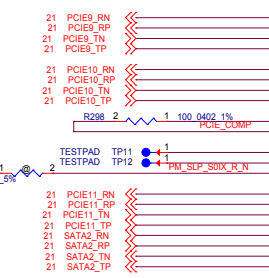 21 PCIE9_RN
21 PCIE9_RP
21 PCIE9_TN
21 PCIE9_TP
21 PCIE10_RN
21 PCIE10_RP
21 PCIE10_TN
21 PCIE10_TP
R298 2 1 100_0402_1%
PCIE_COMP
TESTPAD TP11 1
TESTPAD TP12 1
PM_SLP_S0IX_R_N
1 @ 2
_5%
21 PCIE11_RN
21 PCIE11_RP
21 PCIE11_TN
21 PCIE11_TP
21 SATA2_RN
21 SATA2_RP
21 SATA2_TN
21 SATA2_TP